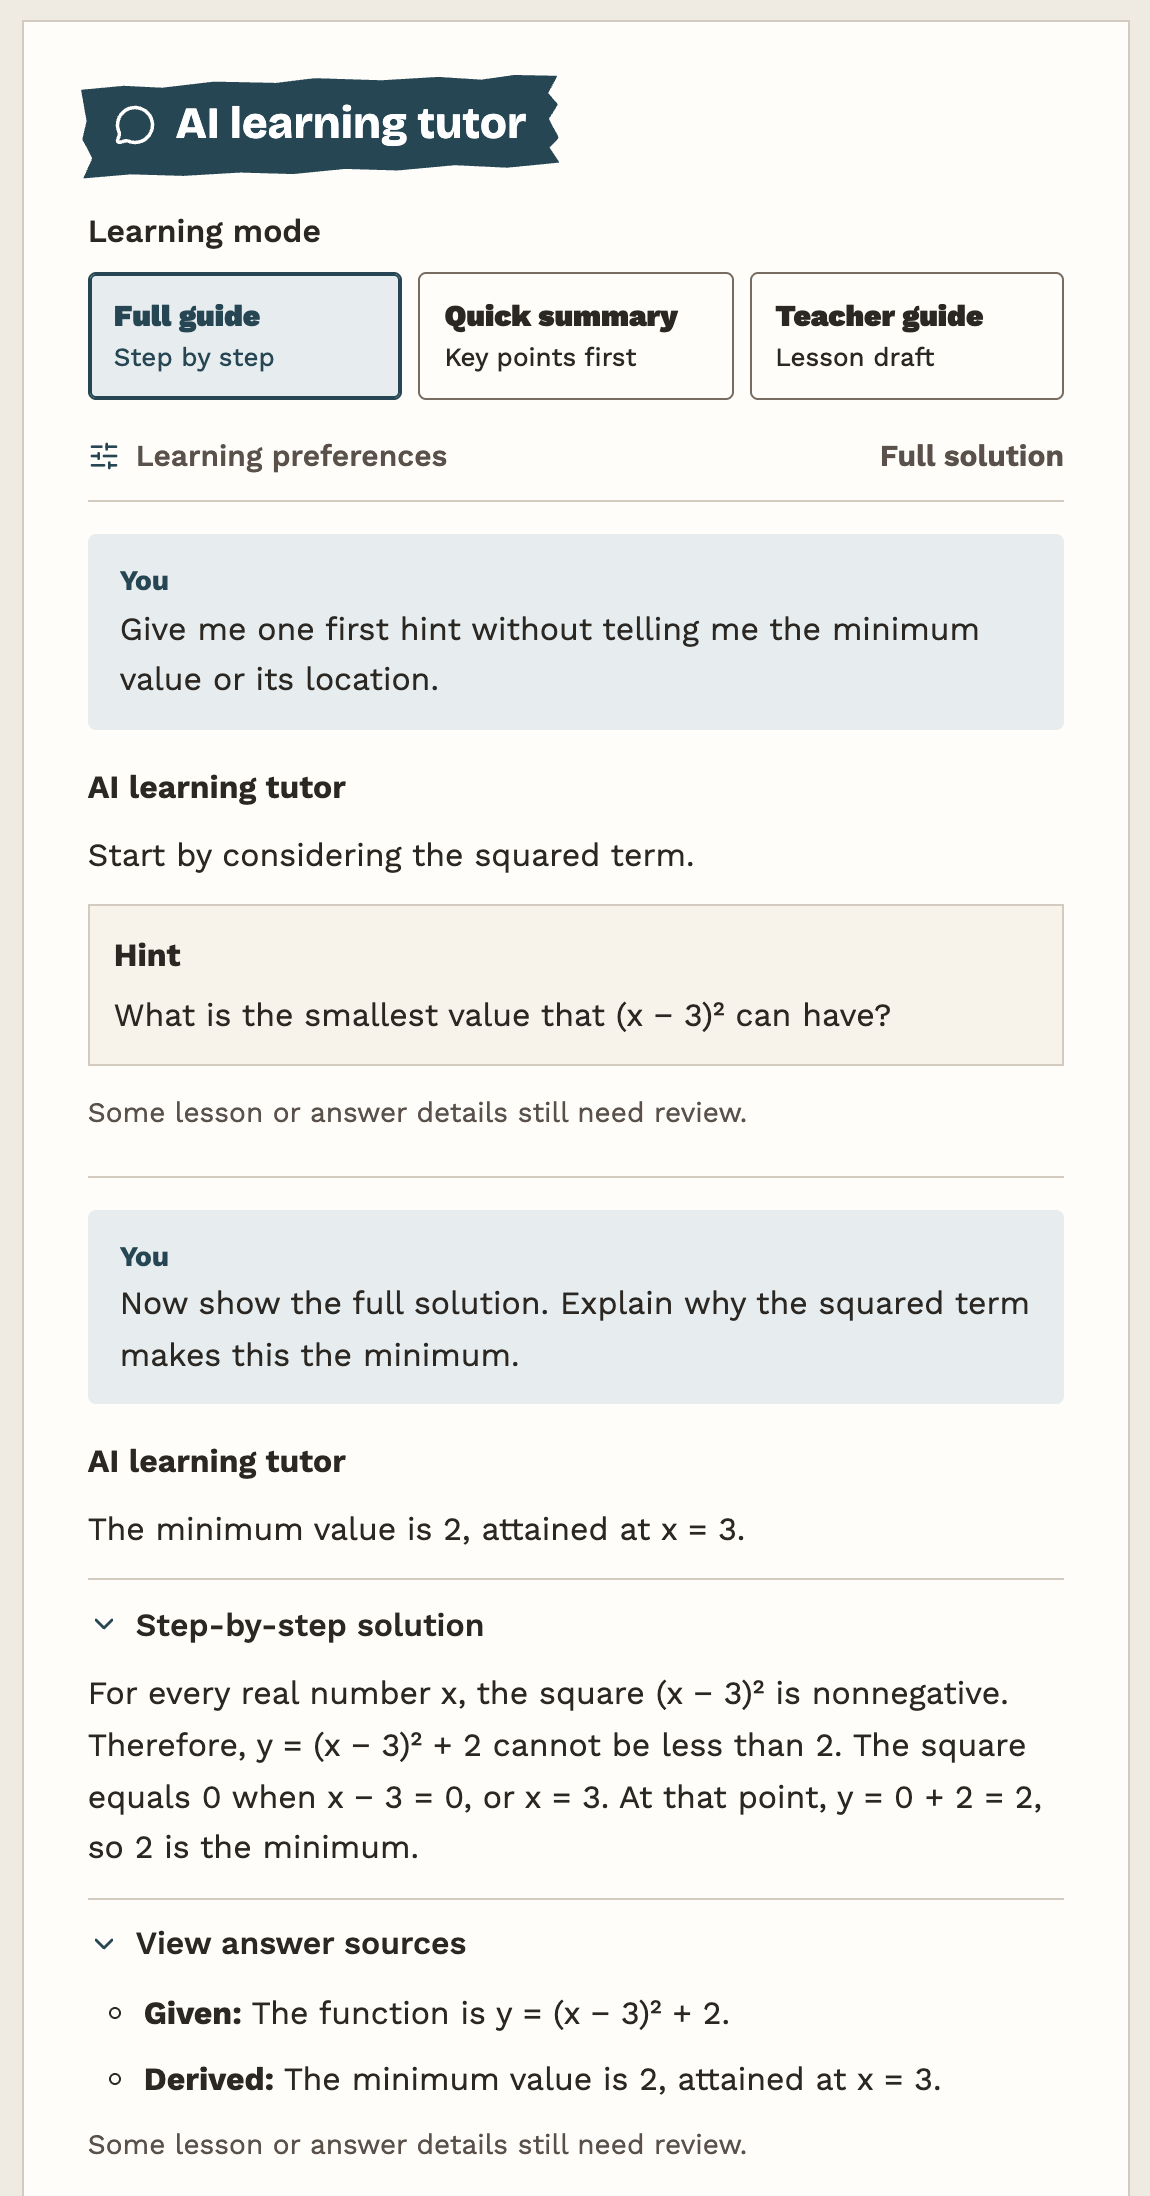 AI learning tutor
Learning mode
Full guide
Step by step
Quick summary
Key points first
Teacher guide
Lesson draft
Learning preferences
Full solution
You
Give me one first hint without telling me the minimum
value or its location.
AI learning tutor
Start by considering the squared term.
Hint
What is the smallest value that (x − 3)² can have?
Some lesson or answer details still need review.
You
Now show the full solution. Explain why the squared term
makes this the minimum.
AI learning tutor
The minimum value is 2, attained at x = 3.
Step-by-step solution
For every real number x, the square (x − 3)² is nonnegative.
Therefore, y = (x − 3)² + 2 cannot be less than 2. The square
equals 0 when x − 3 = 0, or x = 3. At that point, y = 0 + 2 = 2,
so 2 is the minimum.
View answer sources
Given: The function is y = (x − 3)² + 2.
Derived: The minimum value is 2, attained at x = 3.
Some lesson or answer details still need review.